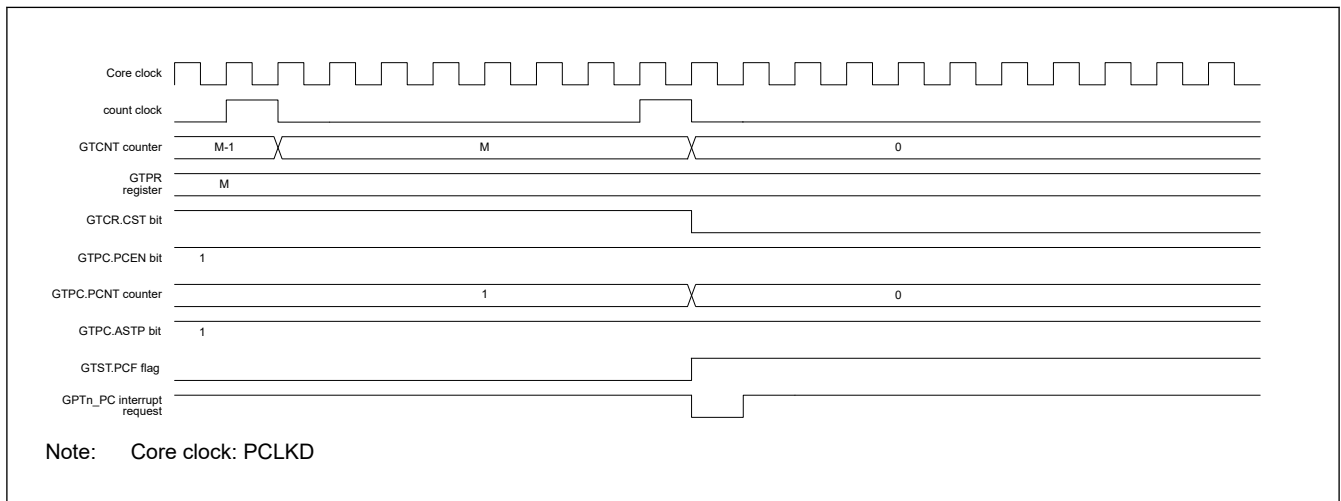 Core clock
count clock
GTCNT counter
M-1
M
0
GTPR
register
M
GTCR.CST bit
GTPC.PCEN bit
1
GTPC.PCNT counter
1
0
GTPC.ASTP bit
1
GTST.PCF flag
GPTn_PC interrupt
request
Note: Core clock: PCLKD